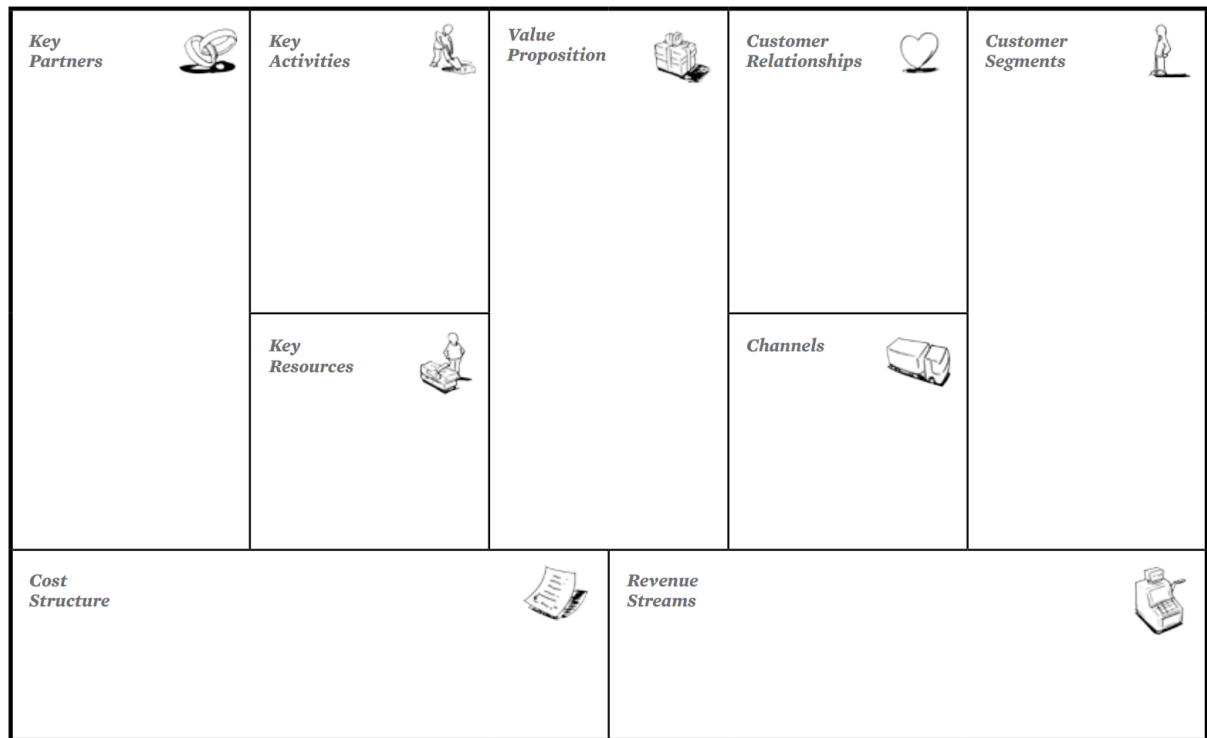 Key
Partners
Key
Activities
Value
Proposition
Customer
Relationships
Customer
Segments
Key
Resources
Channels
Cost
Structure
Revenue
Streams